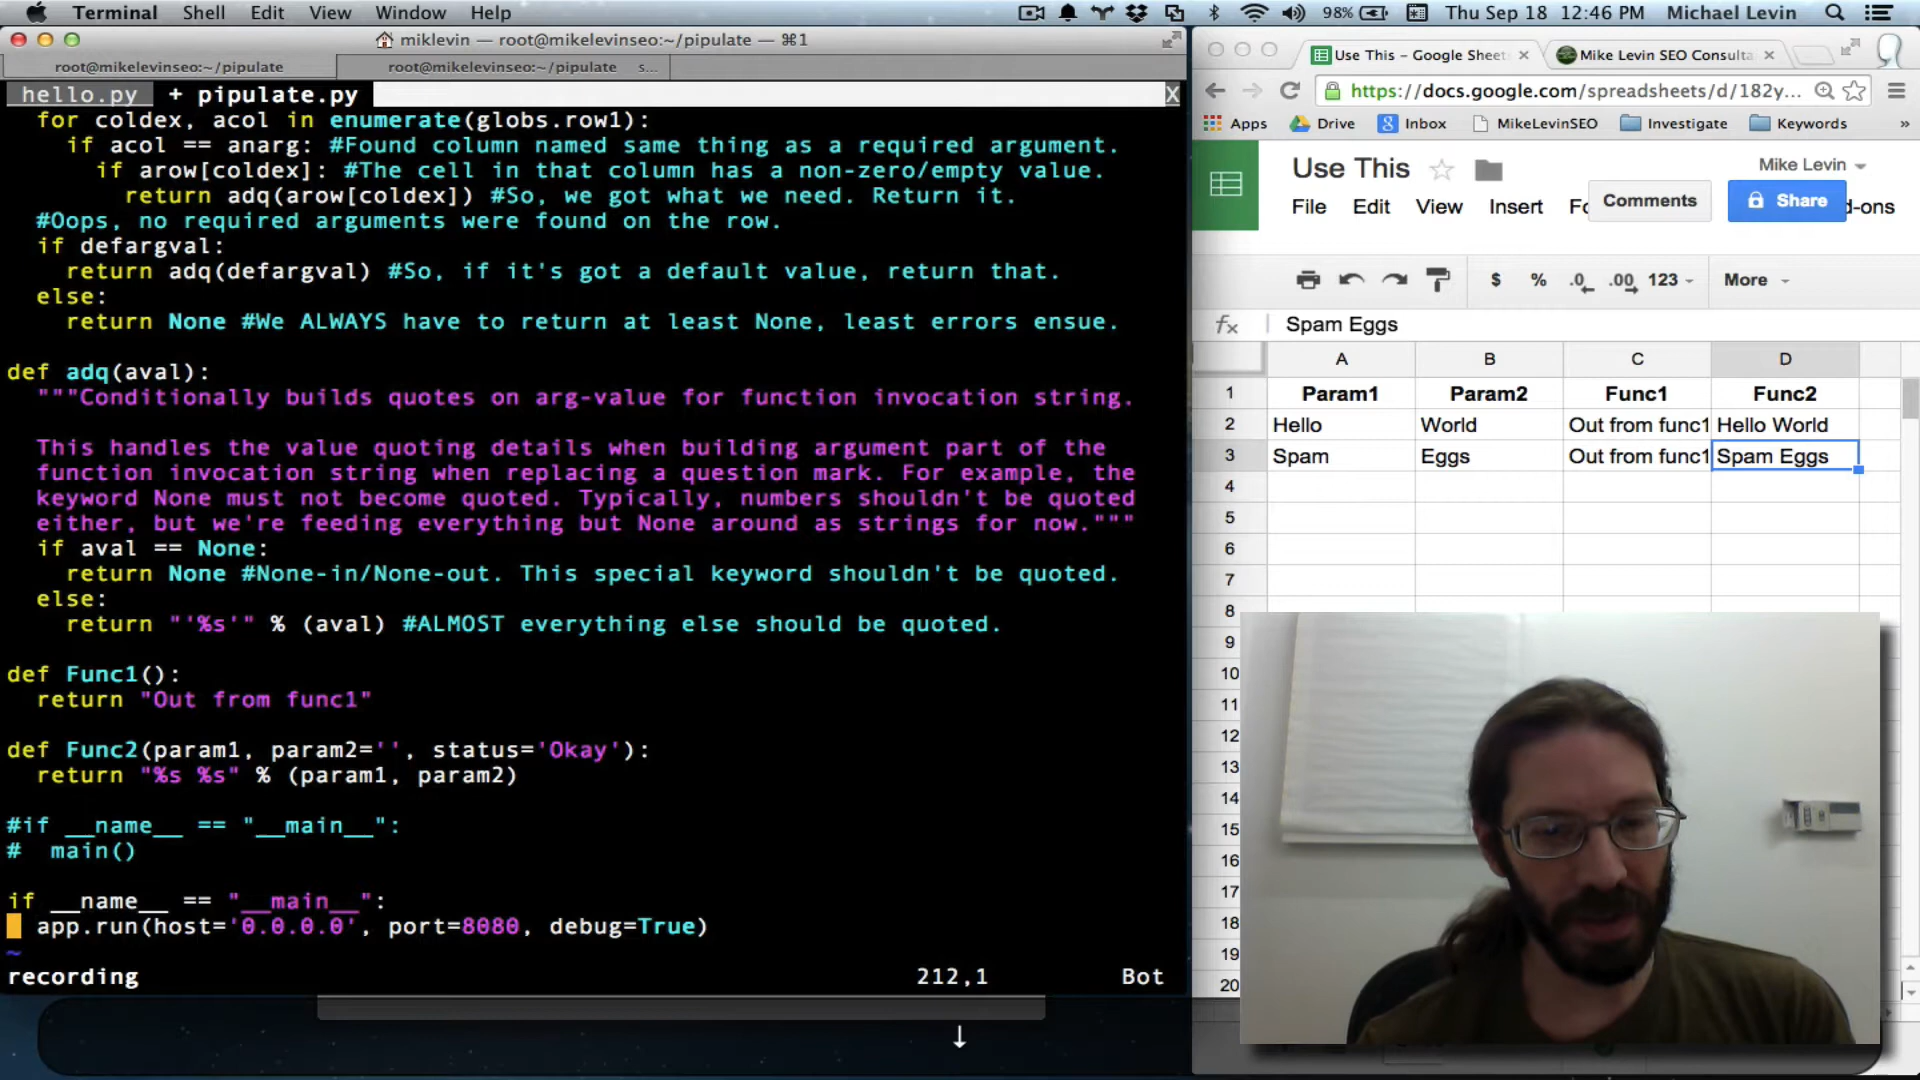 Terminal Shell Edit View Window Help 98% Thu Sep 18 12:46 PM Michael Levin
miklevin — root@mikelevinseo:~/pipulate — ⌘1
root@mikelevinseo:~/pipulate root@mikelevinseo:~/pipulate s...
hello.py + pipulate.py X
for coldex, acol in enumerate(globs.row1):
if acol == anarg: #Found column named same thing as a required argument.
if arow[coldex]: #The cell in that column has a non-zero/empty value.
return adq(arow[coldex]) #So, we got what we need. Return it.
#Oops, no required arguments were found on the row.
if defargval:
return adq(defargval) #So, if it's got a default value, return that.
else:
return None #We ALWAYS have to return at least None, least errors ensue.
def adq(aval):
"""Conditionally builds quotes on arg-value for function invocation string.
This handles the value quoting details when building argument part of the
function invocation string when replacing a question mark. For example, the
keyword None must not become quoted. Typically, numbers shouldn't be quoted
either, but we're feeding everything but None around as strings for now."""
if aval == None:
return None #None-in/None-out. This special keyword shouldn't be quoted.
else:
return "'%s'" % (aval) #ALMOST everything else should be quoted.
def Func1():
return "Out from func1"
def Func2(param1, param2='', status='Okay'):
return "%s %s" % (param1, param2)
#if __name__ == "__main__":
# main()
if __name__ == "__main__":
app.run(host='0.0.0.0', port=8080, debug=True)
~
recording 212,1 Bot
Use This – Google Sheets Mike Levin SEO Consulta
https://docs.google.com/spreadsheets/d/182y...
Apps Drive Inbox MikeLevinSEO Investigate Keywords »
Use This Mike Levin
File Edit View Insert Fo Comments Share d-ons
$ % .0 .00 123 More
fx Spam Eggs
A B C D
1 Param1 Param2 Func1 Func2
2 Hello World Out from func1 Hello World
3 Spam Eggs Out from func1 Spam Eggs
4
5
6
7
8
9
10
11
12
13
14
15
16
17
18
19
20